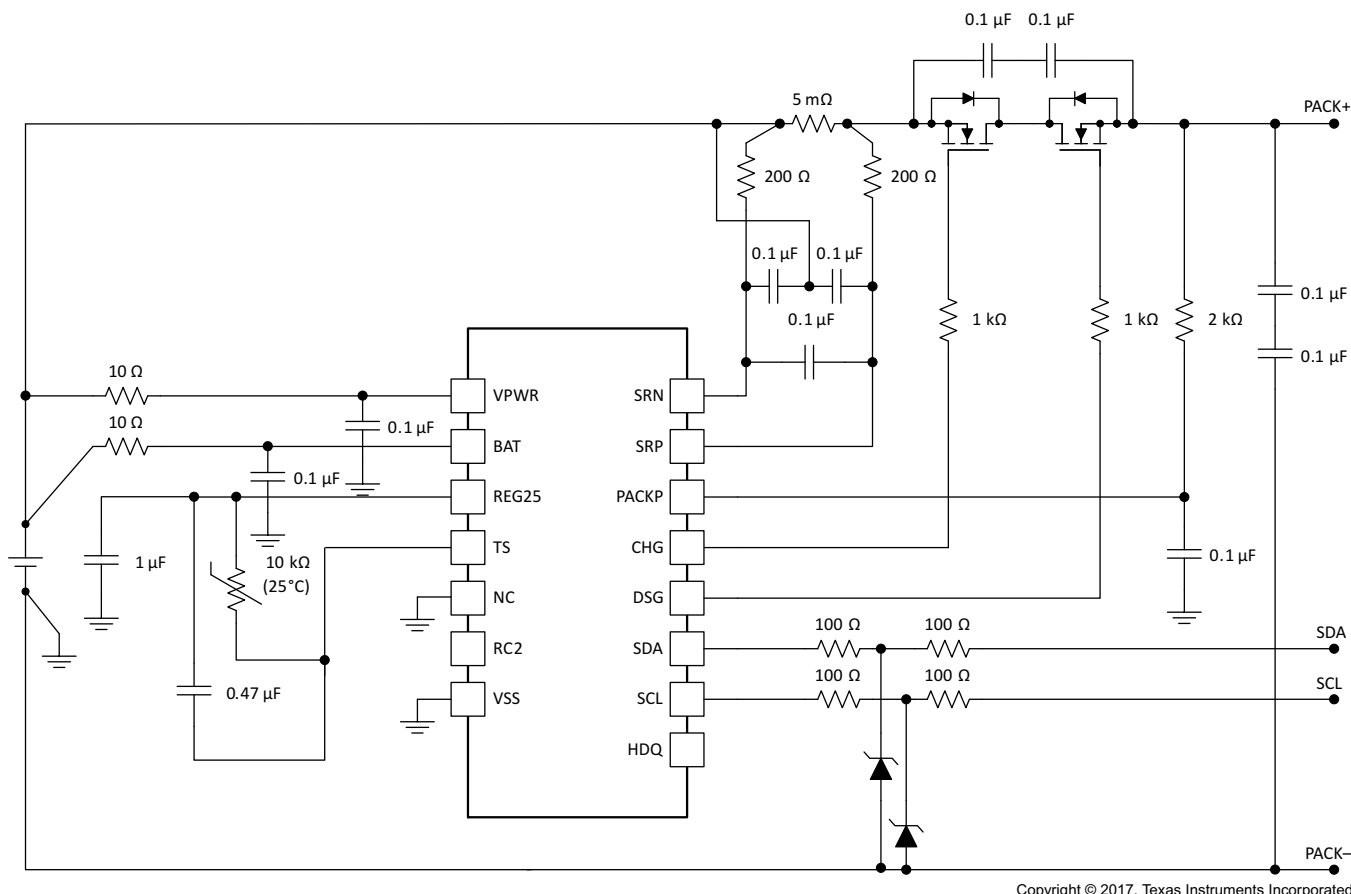 0.1 µF 0.1 µF
5 mΩ
PACK+
200 Ω 200 Ω
0.1 µF 0.1 µF
0.1 µF
1 kΩ 1 kΩ 2 kΩ
0.1 µF
0.1 µF
10 Ω
VPWR SRN
0.1 µF
10 Ω
BAT SRP
0.1 µF
REG25 PACKP
TS CHG
1 µF
10 kΩ
(25°C)
0.1 µF
NC DSG
100 Ω 100 Ω
SDA
RC2 SDA
100 Ω 100 Ω
SCL
0.47 µF
VSS SCL
HDQ
PACK–
Copyright © 2017, Texas Instruments Incorporated